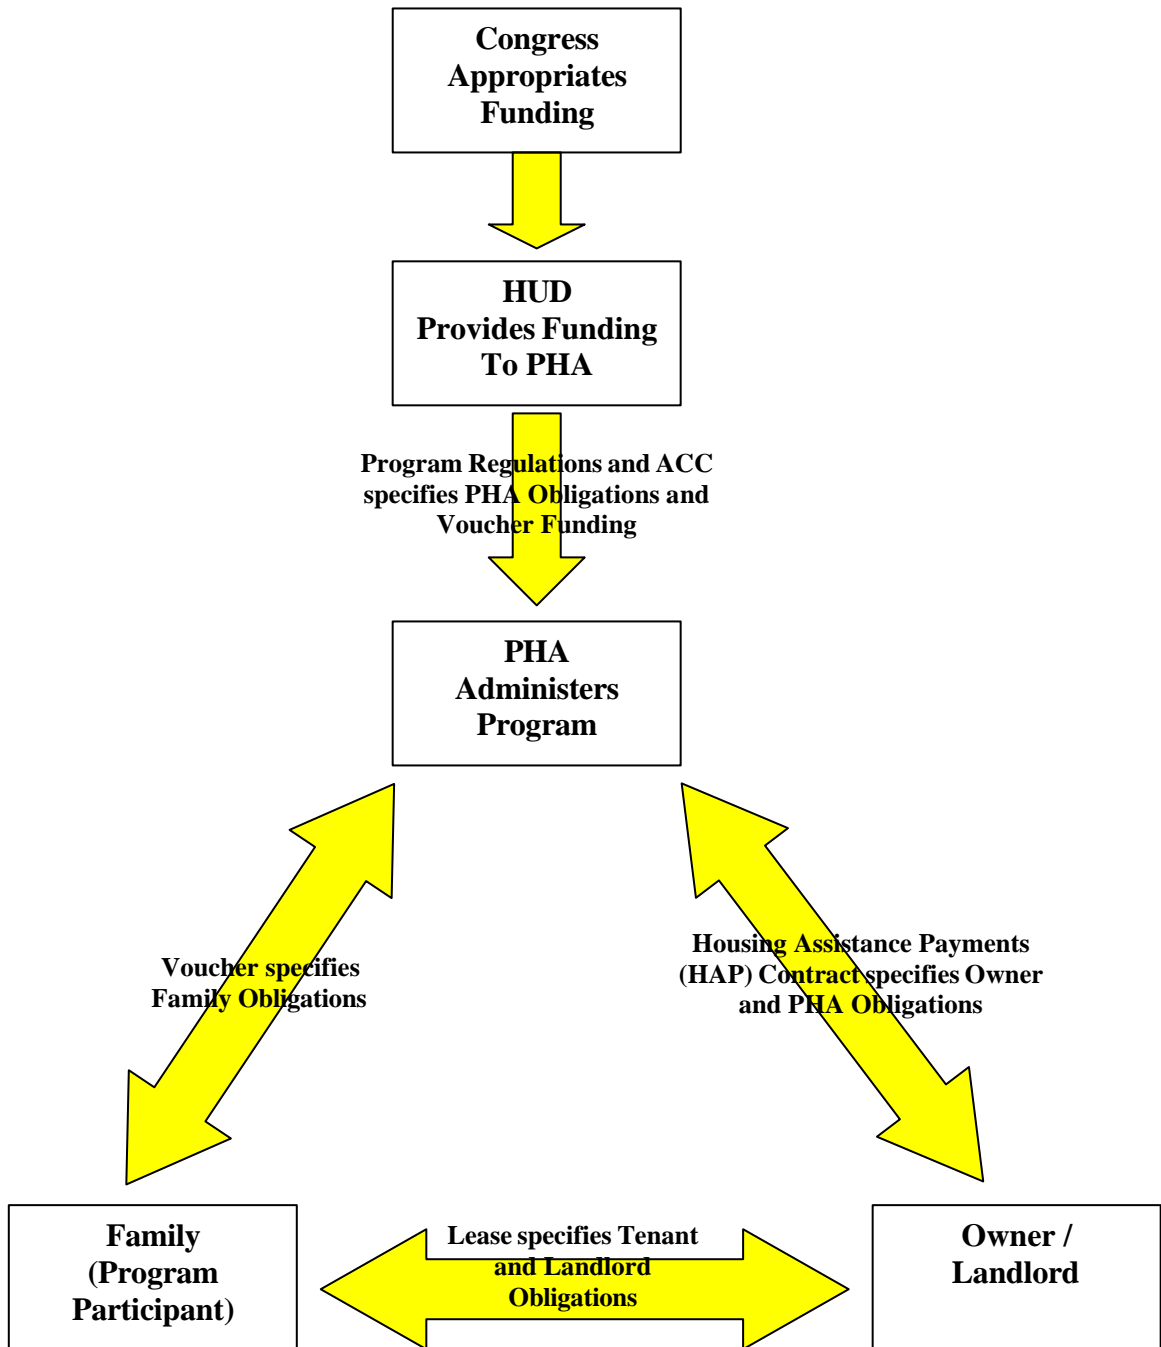 Congress
Appropriates
Funding
HUD
Provides Funding
To PHA
Program Regulations and ACC
specifies PHA Obligations and
Voucher Funding
PHA
Administers
Program
Voucher specifies
Family Obligations
Housing Assistance Payments
(HAP) Contract specifies Owner
and PHA Obligations
Family
(Program
Participant)
Lease specifies Tenant
and Landlord
Obligations
Owner /
Landlord